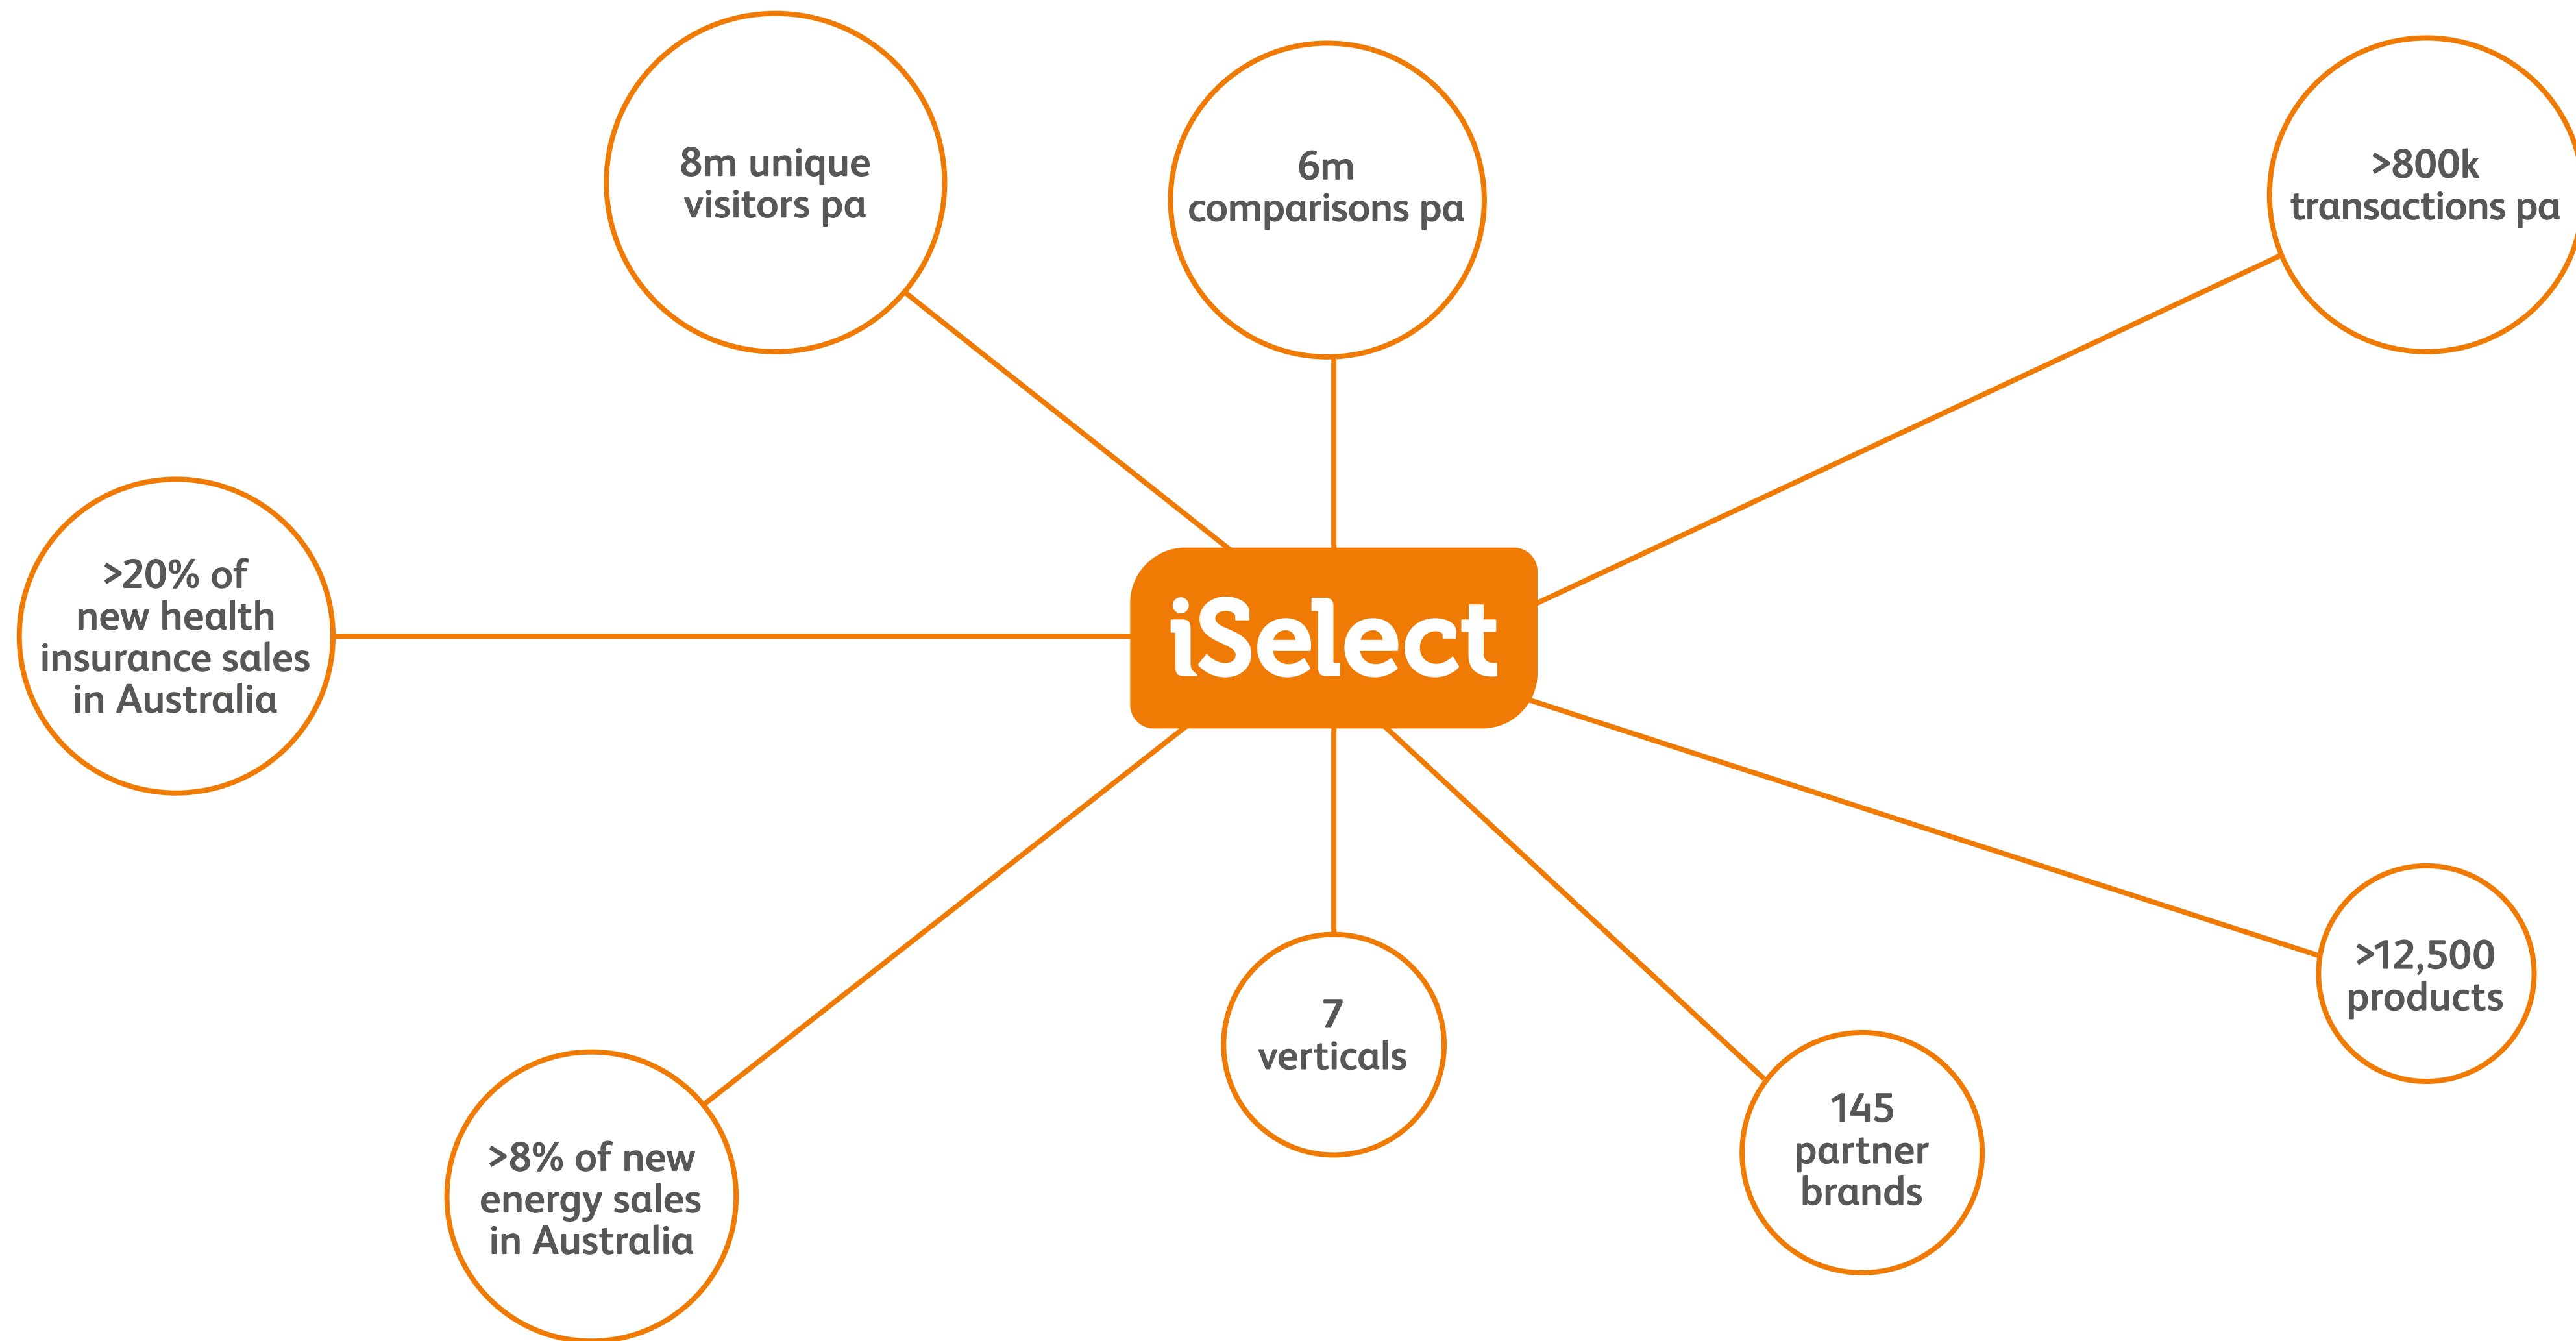 8m unique
visitors pa
6m
comparisons pa
>800k
transactions pa
>20% of
new health
insurance sales
in Australia
iSelect
>12,500
products
7
verticals
145
partner
brands
>8% of new
energy sales
in Australia